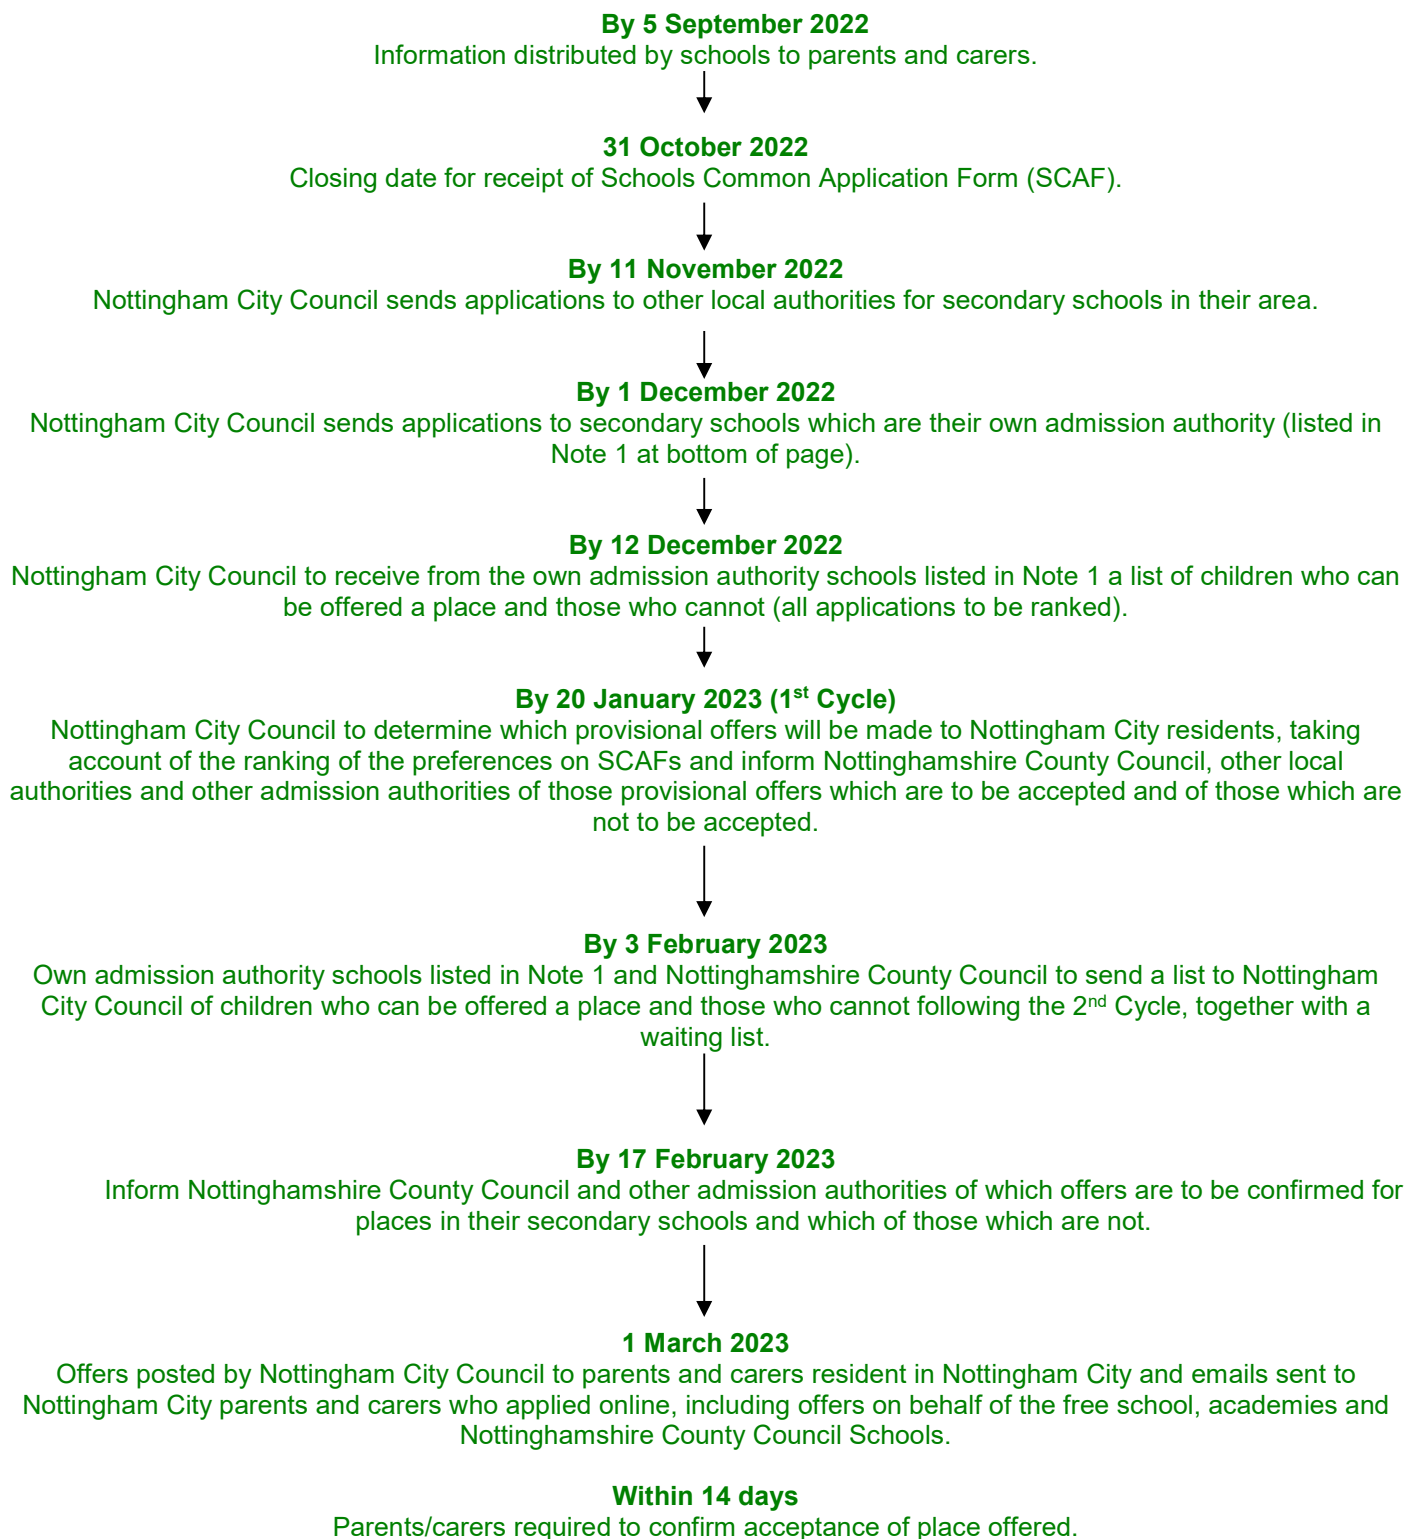 By 5 September 2022
Information distributed by schools to parents and carers.
31 October 2022
Closing date for receipt of Schools Common Application Form (SCAF).
By 11 November 2022
Nottingham City Council sends applications to other local authorities for secondary schools in their area.
By 1 December 2022
Nottingham City Council sends applications to secondary schools which are their own admission authority (listed in
Note 1 at bottom of page).
By 12 December 2022
Nottingham City Council to receive from the own admission authority schools listed in Note 1 a list of children who can
be offered a place and those who cannot (all applications to be ranked).
By 20 January 2023 (1st Cycle)
Nottingham City Council to determine which provisional offers will be made to Nottingham City residents, taking
account of the ranking of the preferences on SCAFs and inform Nottinghamshire County Council, other local
authorities and other admission authorities of those provisional offers which are to be accepted and of those which are
not to be accepted.
By 3 February 2023
Own admission authority schools listed in Note 1 and Nottinghamshire County Council to send a list to Nottingham
City Council of children who can be offered a place and those who cannot following the 2nd Cycle, together with a
waiting list.
By 17 February 2023
Inform Nottinghamshire County Council and other admission authorities of which offers are to be confirmed for
places in their secondary schools and which of those which are not.
1 March 2023
Offers posted by Nottingham City Council to parents and carers resident in Nottingham City and emails sent to
Nottingham City parents and carers who applied online, including offers on behalf of the free school, academies and
Nottinghamshire County Council Schools.
Within 14 days
Parents/carers required to confirm acceptance of place offered.